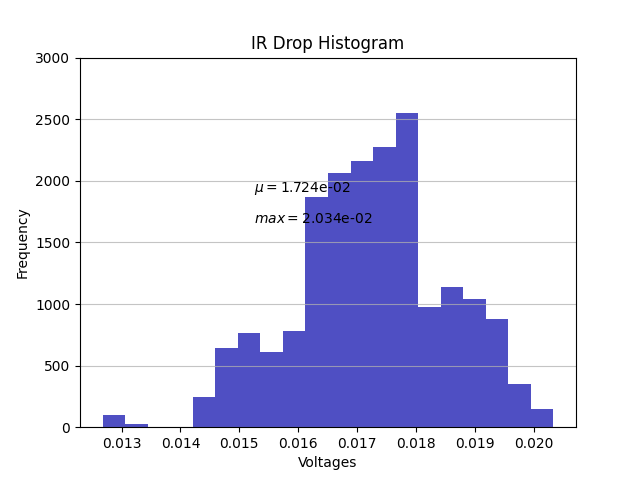 IR Drop Histogram
3000
2500
2000
1500
1000
500
0
Frequency
μ = 1.724e-02
max = 2.034e-02
0.013 0.014 0.015 0.016 0.017 0.018 0.019 0.020
Voltages